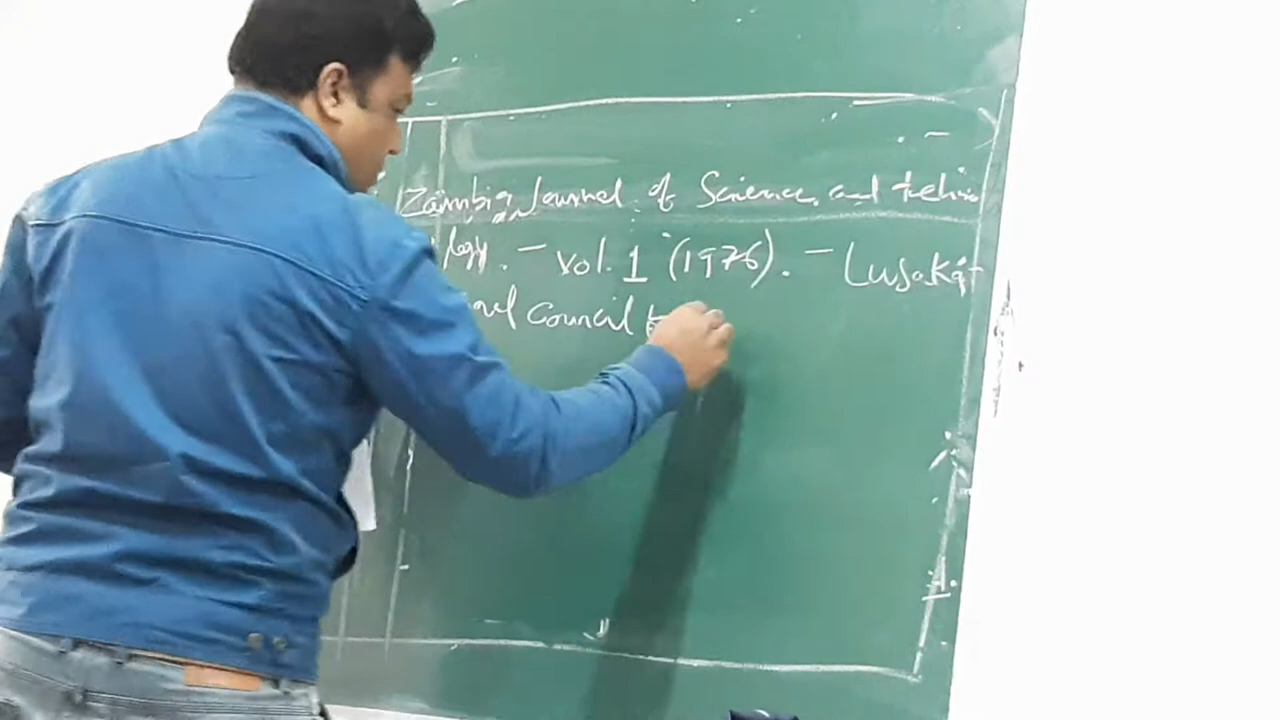 Zambia Journal of Science and techno
logy. – vol. 1 (1976). – Lusaka:
Council